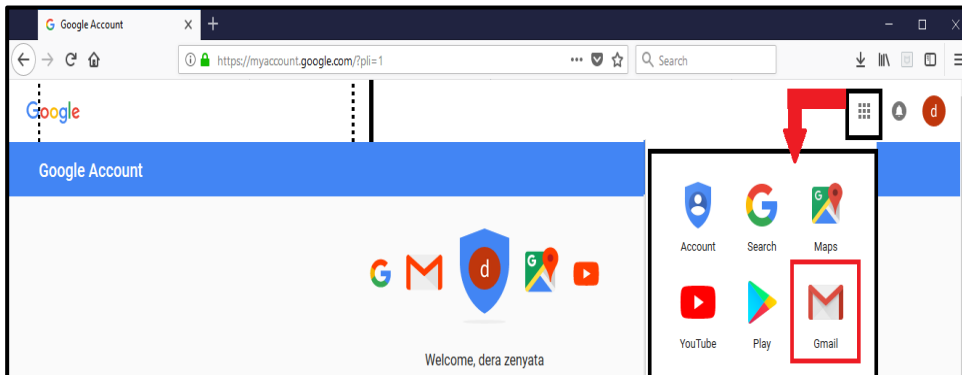 Google Account
https://myaccount.google.com/?pli=1
Search
Google
d
Google Account
Account
Search
Maps
d
YouTube
Play
Gmail
Welcome, dera zenyata